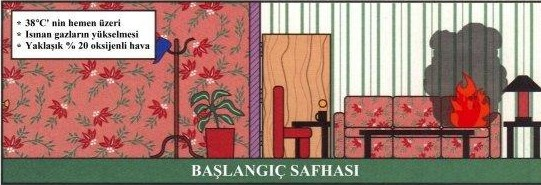 * 38°C' nin hemen üzeri
* Isınan gazların yükselmesi
* Yaklaşık % 20 oksijenli hava
BAŞLANGIÇ SAFHASI